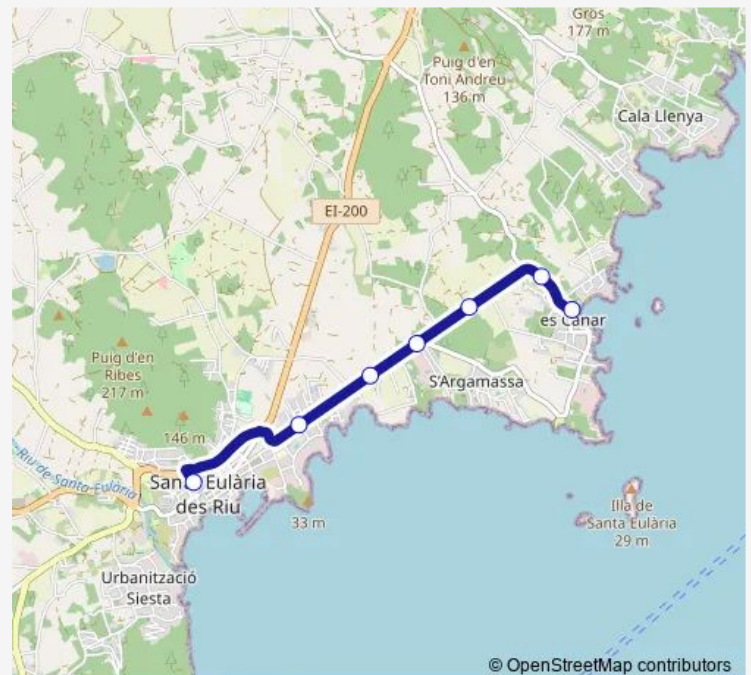 Gros
177 m
Puig d'en
Toni Andreu
136 m
Cala Llenya
EI-200
es Canar
Puig d'en
Ribes
217 m
S'Argamassa
146 m
Riu de Santa Eulària
Santa Eulària
des Riu
33 m
Illa de
Santa Eulària
29 m
Urbanització
Siesta
© OpenStreetMap contributors